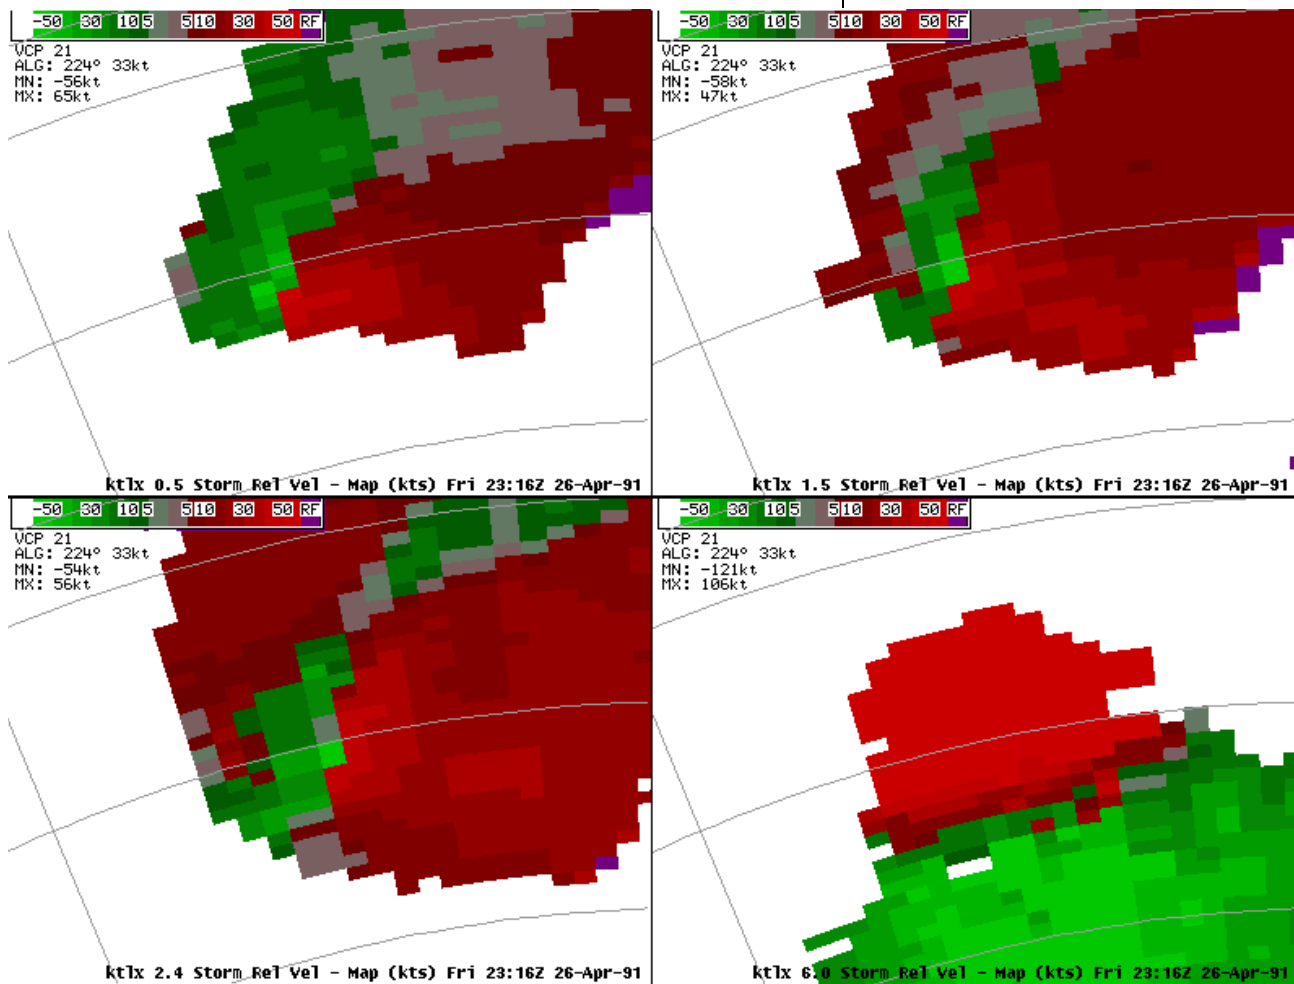 -50 30 10 5 5 10 30 50 RF
VCP 21
ALG: 224° 33kt
MN: -56kt
MX: 65kt
ktlx 0.5 Storm Rel Vel - Map (kts) Fri 23:16Z 26-Apr-91
-50 30 10 5 5 10 30 50 RF
VCP 21
ALG: 224° 33kt
MN: -58kt
MX: 47kt
ktlx 1.5 Storm Rel Vel - Map (kts) Fri 23:16Z 26-Apr-91
-50 30 10 5 5 10 30 50 RF
VCP 21
ALG: 224° 33kt
MN: -54kt
MX: 56kt
ktlx 2.4 Storm Rel Vel - Map (kts) Fri 23:16Z 26-Apr-91
-50 30 10 5 5 10 30 50 RF
VCP 21
ALG: 224° 33kt
MN: -121kt
MX: 106kt
ktlx 6.0 Storm Rel Vel - Map (kts) Fri 23:16Z 26-Apr-91